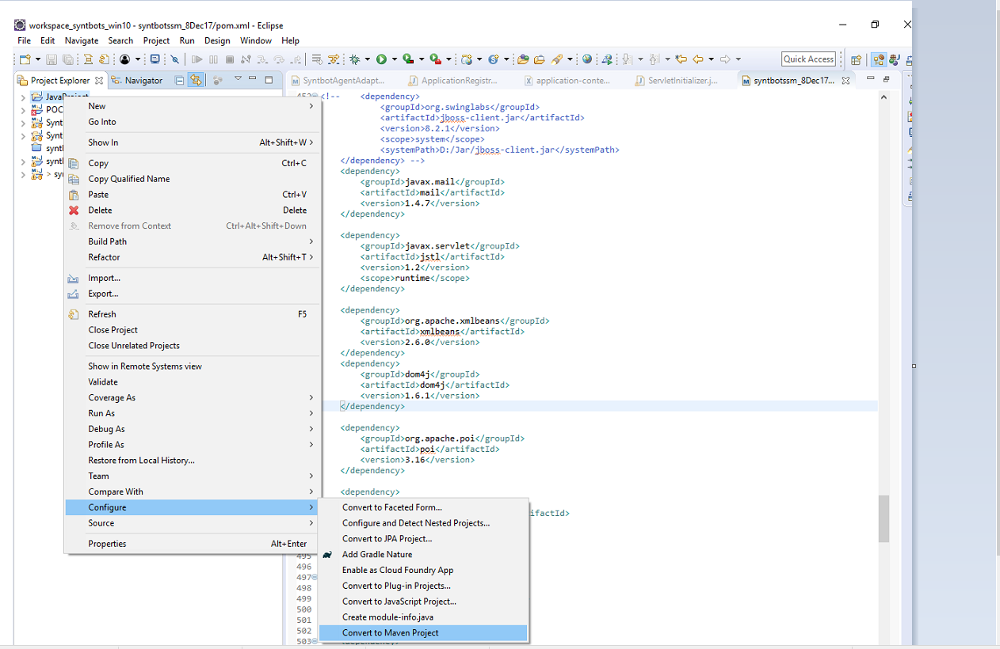 workspace_syntbots_win10 - syntbotssm_8Dec17/pom.xml - Eclipse
File Edit Navigate Search Project Run Design Window Help
Quick Access
Project Explorer Navigator
SyntbotAgentAdapt... ApplicationRegistr... application-conte... ServletInitializer.j... syntbotssm_8Dec17...
JavaProject
POC
Synt
Synt
synt
synt
> syn
New
Go Into
Show In Alt+Shift+W >
Copy Ctrl+C
Copy Qualified Name
Paste Ctrl+V
Delete Delete
Remove from Context Ctrl+Alt+Shift+Down
Build Path
Refactor Alt+Shift+T >
Import...
Export...
Refresh F5
Close Project
Close Unrelated Projects
Show in Remote Systems view
Validate
Coverage As
Run As
Debug As
Profile As
Restore from Local History...
Team
Compare With
Configure
Source
Properties Alt+Enter
Convert to Faceted Form...
Configure and Detect Nested Projects...
Convert to JPA Project...
Add Gradle Nature
Enable as Cloud Foundry App
Convert to Plug-in Projects...
Convert to JavaScript Project...
Create module-info.java
Convert to Maven Project
<!-- <dependency>
<groupId>org.swinglabs</groupId>
<artifactId>jboss-client.jar</artifactId>
<version>8.2.1</version>
<scope>system</scope>
<systemPath>D:/Jar/jboss-client.jar</systemPath>
</dependency> -->
<dependency>
<groupId>javax.mail</groupId>
<artifactId>mail</artifactId>
<version>1.4.7</version>
</dependency>
<dependency>
<groupId>javax.servlet</groupId>
<artifactId>jstl</artifactId>
<version>1.2</version>
<scope>runtime</scope>
</dependency>
<dependency>
<groupId>org.apache.xmlbeans</groupId>
<artifactId>xmlbeans</artifactId>
<version>2.6.0</version>
</dependency>
<dependency>
<groupId>dom4j</groupId>
<artifactId>dom4j</artifactId>
<version>1.6.1</version>
</dependency>
<dependency>
<groupId>org.apache.poi</groupId>
<artifactId>poi</artifactId>
<version>3.16</version>
</dependency>
<dependency>
ifactId>
495
496
497
498
499
500
501
502
503